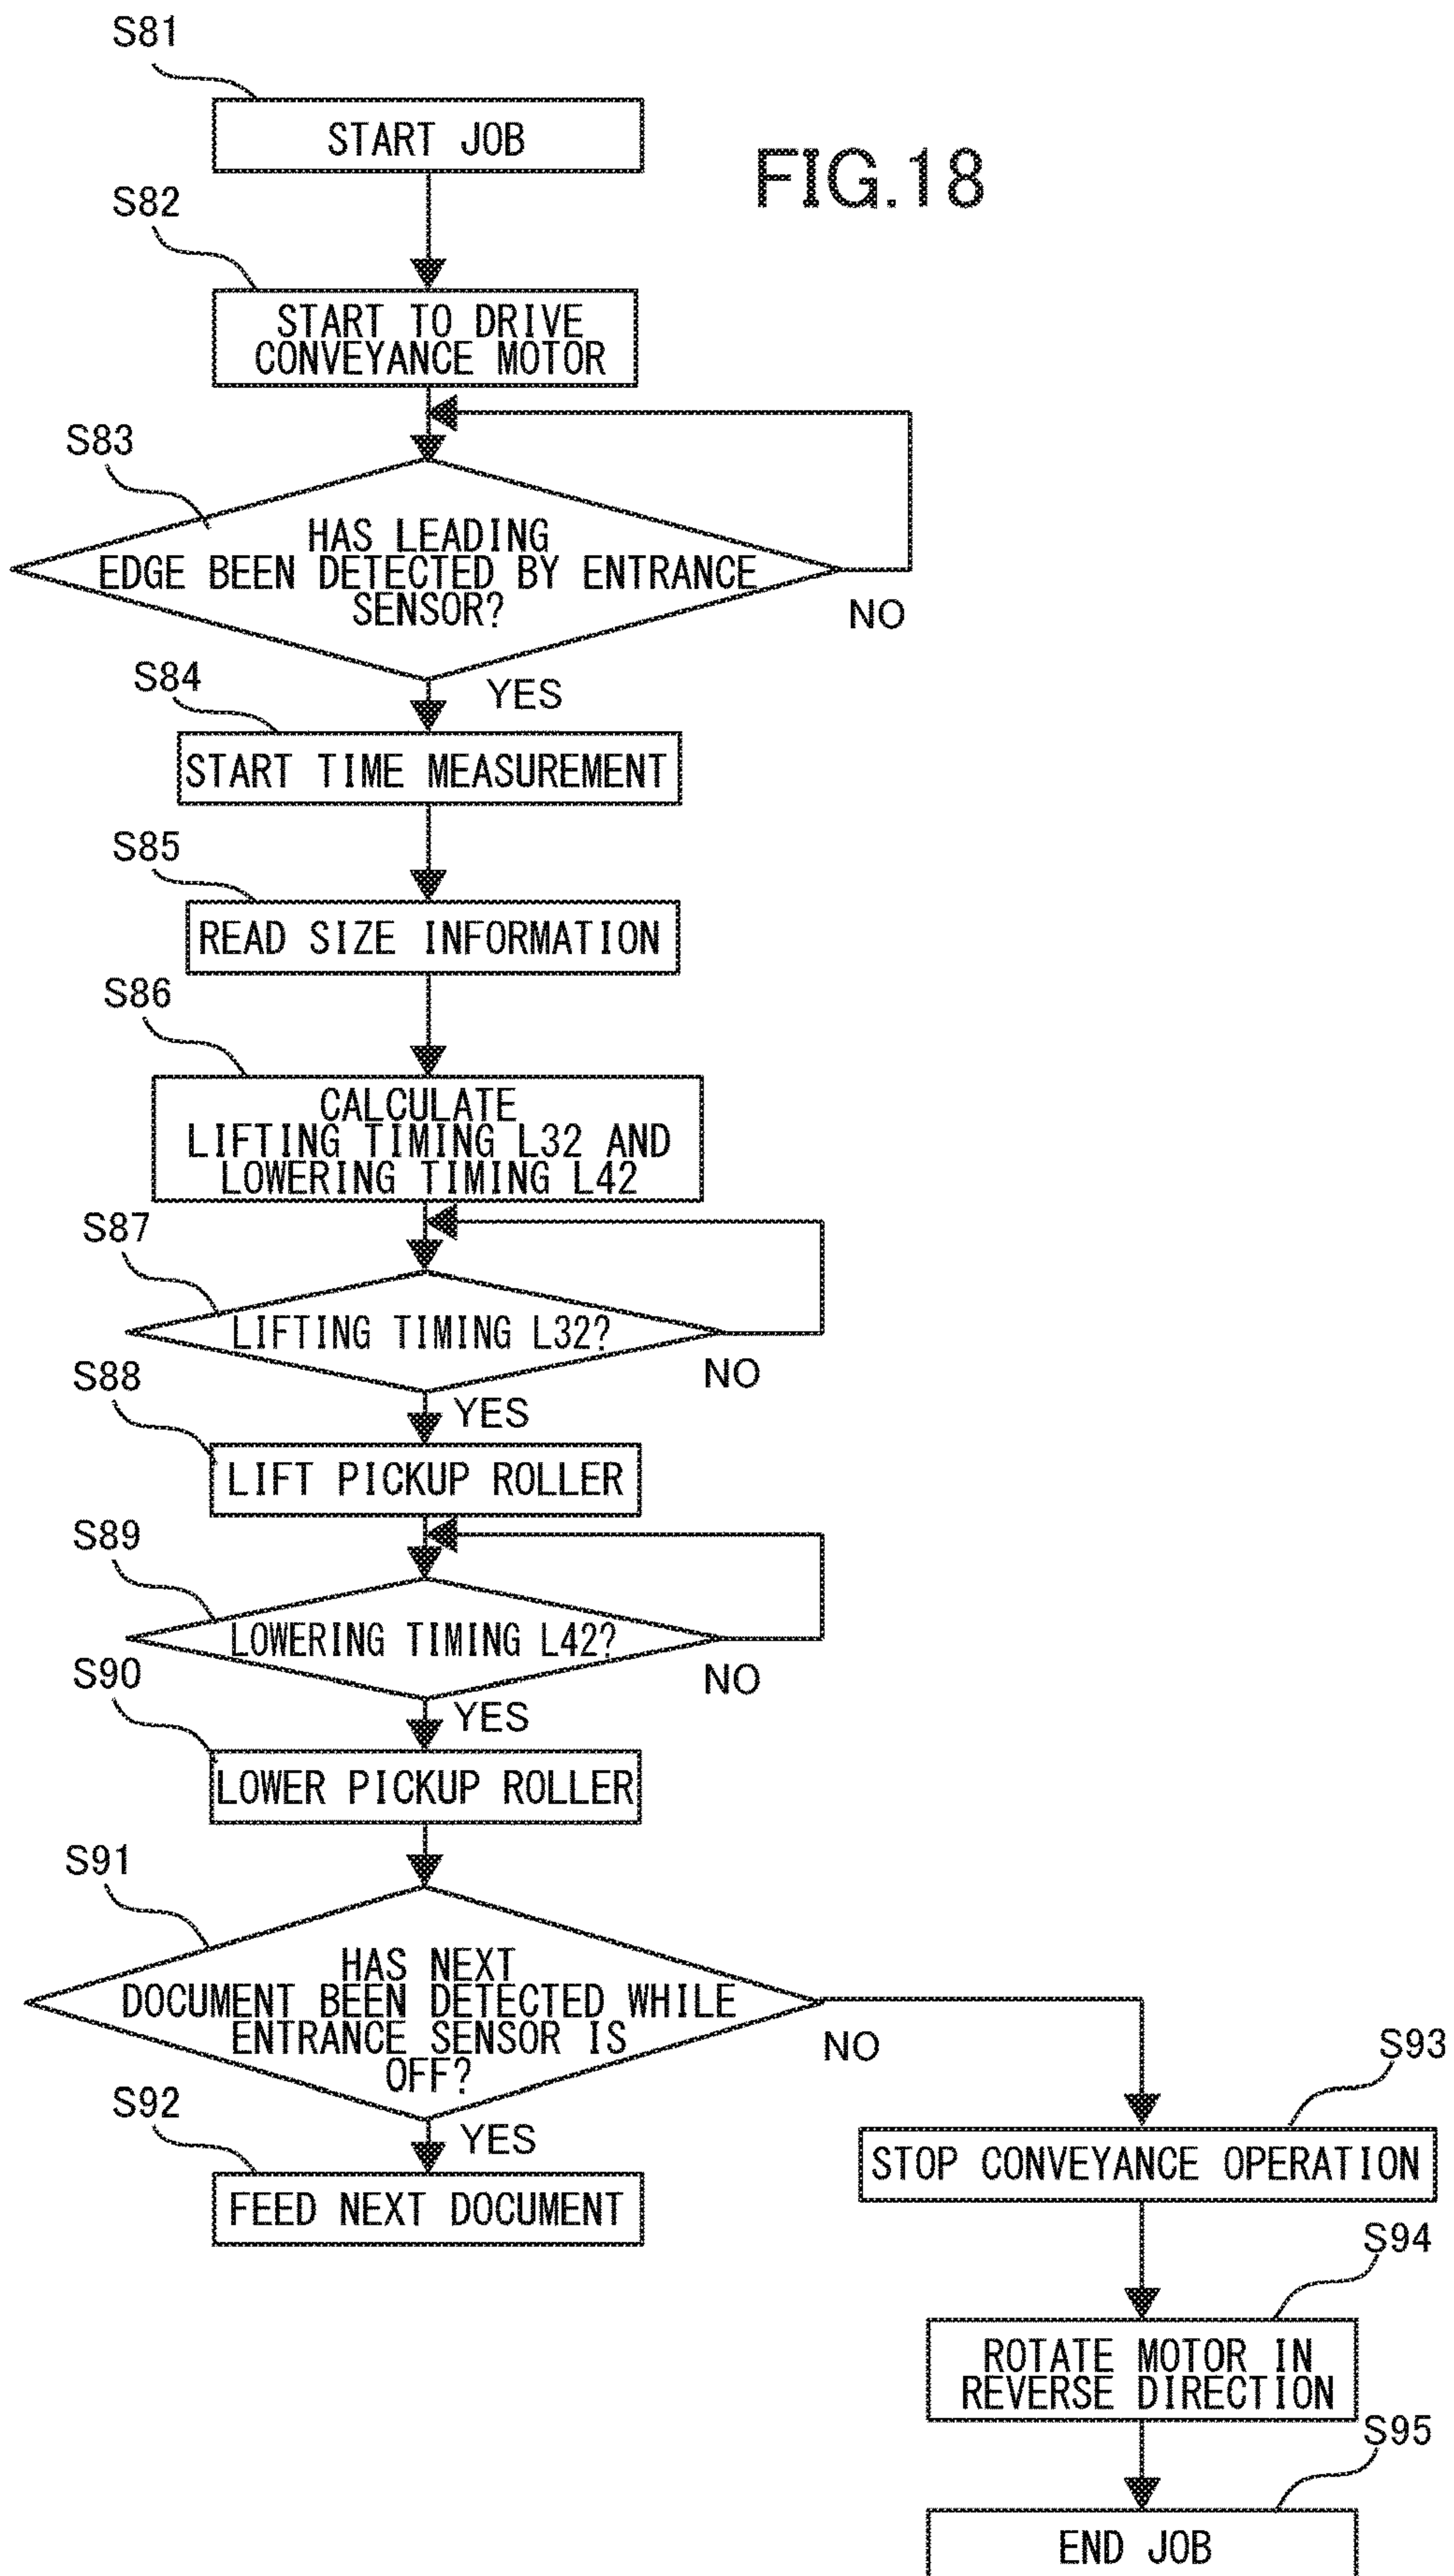 S81
START JOB
FIG.18
S82
START TO DRIVE
CONVEYANCE MOTOR
S83
HAS LEADING
EDGE BEEN DETECTED BY ENTRANCE
SENSOR?
NO
YES
S84
START TIME MEASUREMENT
S85
READ SIZE INFORMATION
S86
CALCULATE
LIFTING TIMING L32 AND
LOWERING TIMING L42
S87
LIFTING TIMING L32?
NO
YES
S88
LIFT PICKUP ROLLER
S89
LOWERING TIMING L42?
NO
YES
S90
LOWER PICKUP ROLLER
S91
HAS NEXT
DOCUMENT BEEN DETECTED WHILE
ENTRANCE SENSOR IS
OFF?
NO
YES
S92
FEED NEXT DOCUMENT
S93
STOP CONVEYANCE OPERATION
S94
ROTATE MOTOR IN
REVERSE DIRECTION
S95
END JOB